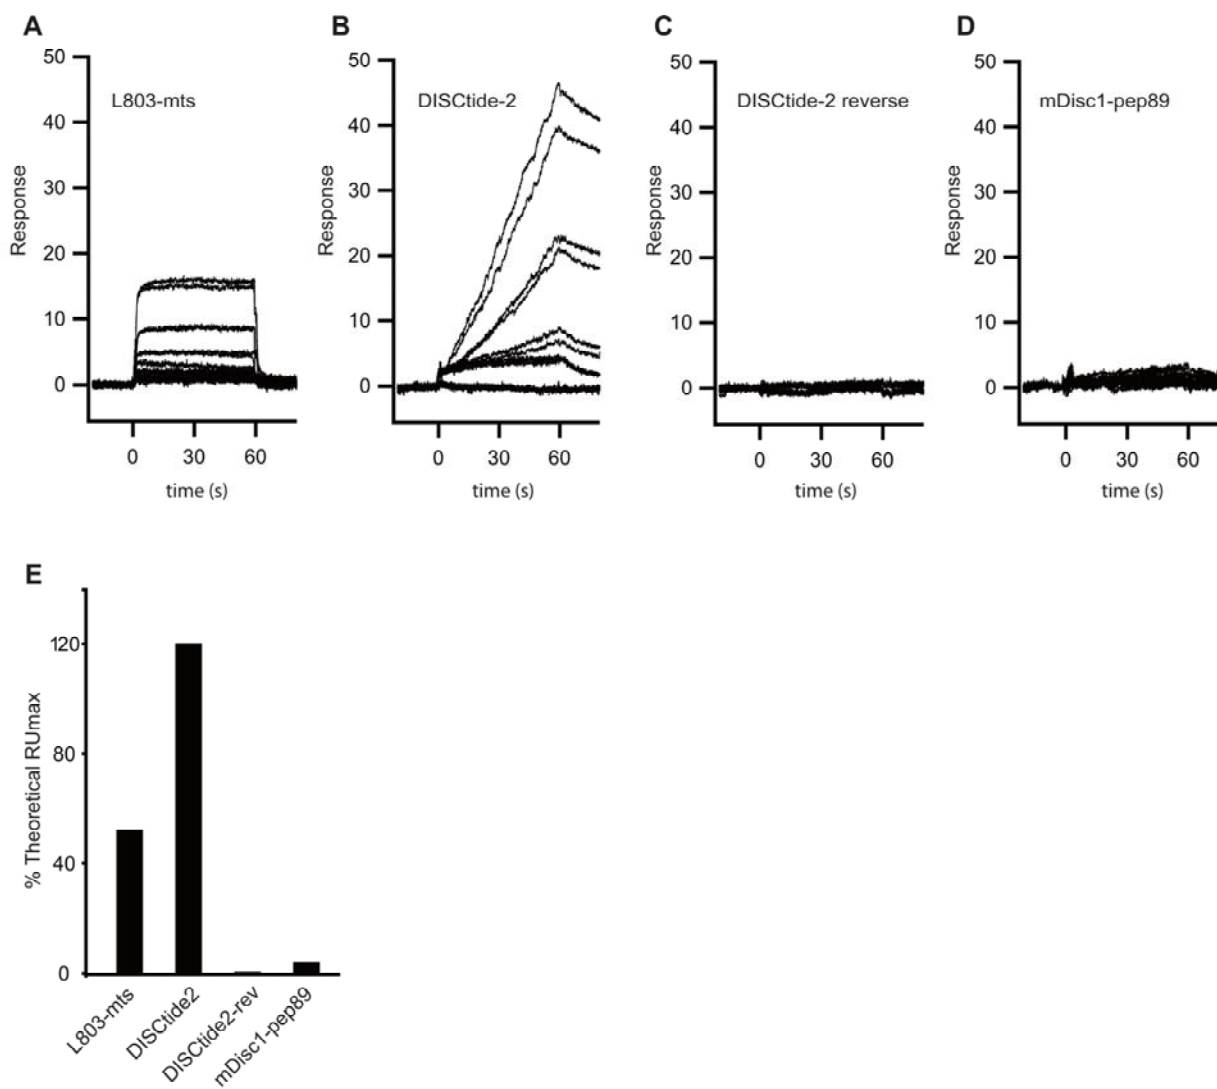 A
B
C
D
50
40
30
20
10
0
Response
L803-mts
0
30
60
time (s)
50
40
30
20
10
0
Response
DISCtide-2
0
30
60
time (s)
50
40
30
20
10
0
Response
DISCtide-2 reverse
0
30
60
time (s)
50
40
30
20
10
0
Response
mDisc1-pep89
0
30
60
time (s)
E
120
80
40
0
% Theoretical RUmax
L803-mts
DISCtide2
DISCtide2-rev
mDisc1-pep89